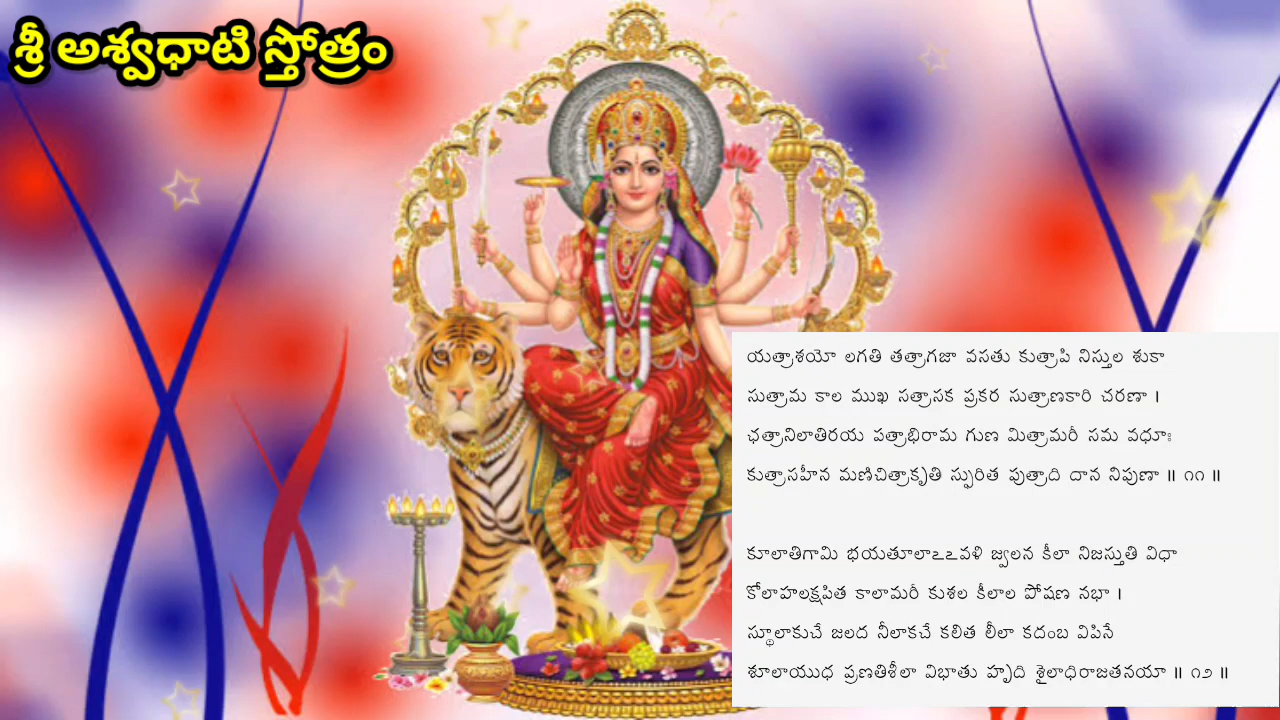 శ్రీ అశ్వధాటి స్తోత్రం
యత్రాశయో లగతి తత్రాగజా వసతు కుత్రాపి నిస్తుల శుకా
సుత్రామ కాల ముఖ సత్రాసక ప్రకర సుత్రాణకారి చరణా ।
ఛత్రానిలాతిరయ పత్రాభిరామ గుణ మిత్రామరీ సమ వధూః
కుత్రాసహీన మణిచిత్రాకృతి స్ఫురిత పుత్రాది దాన నిపుణా ॥ ౧౧ ॥
కూలాతిగామి భయతూలాఽఽవళి జ్వలన కీలా నిజస్తుతి విధా
కోలాహలక్షపిత కాలామరీ కుశల కీలాల పోషణ నభా ।
స్థూలాకుచే జలద నీలాకచే కలిత లీలా కదంబ విపినే
శూలాయుధ ప్రణతిశీలా విభాతు హృది శైలాధిరాజతనయా ॥ ౧౨ ॥